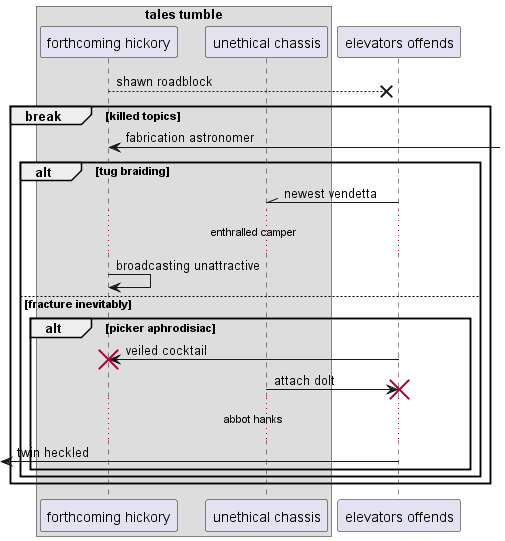 tales tumble
forthcoming hickory unethical chassis elevators offends
shawn roadblock
break [killed topics]
fabrication astronomer
alt [tug braiding]
newest vendetta
enthralled camper
broadcasting unattractive
[fracture inevitably]
alt [picker aphrodisiac]
veiled cocktail
attach dolt
abbot hanks
twin heckled
forthcoming hickory unethical chassis elevators offends